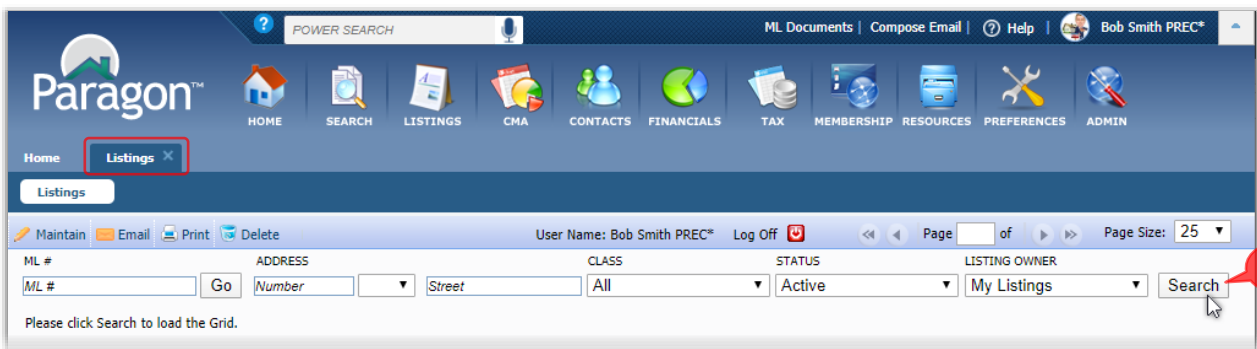 POWER SEARCH
ML Documents | Compose Email | ? Help | Bob Smith PREC*
Paragon™
HOME SEARCH LISTINGS CMA CONTACTS FINANCIALS TAX MEMBERSHIP RESOURCES PREFERENCES ADMIN
Home Listings ×
Listings
Maintain Email Print Delete User Name: Bob Smith PREC* Log Off Page of Page Size: 25
ML # ADDRESS CLASS STATUS LISTING OWNER
ML # Go Number Street All Active My Listings Search
Please click Search to load the Grid.